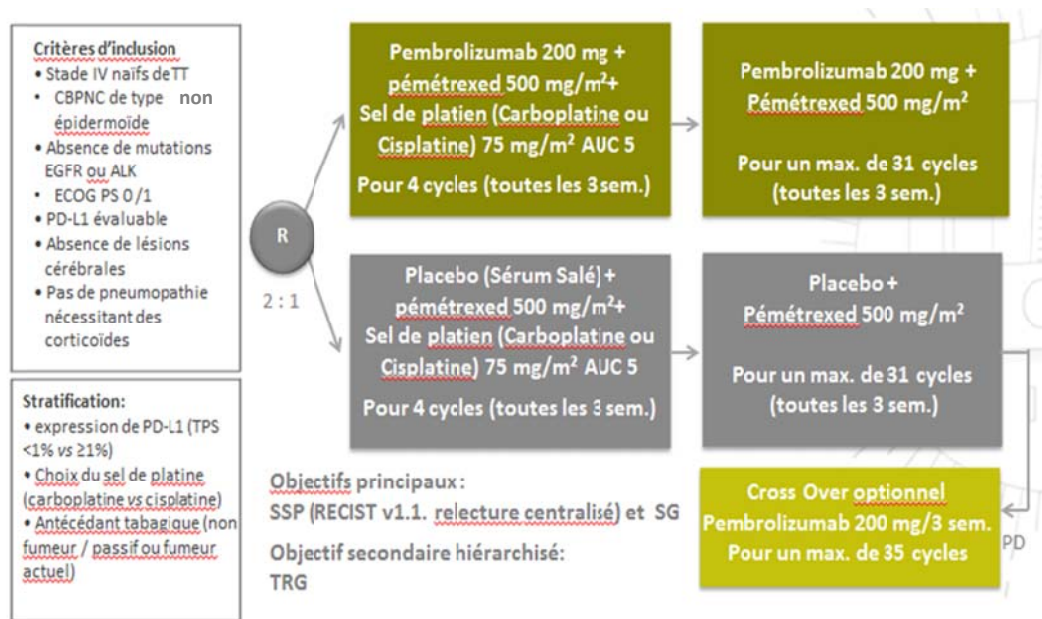 Critères d'inclusion
• Stade IV naïfs de TT
• CBPNC de type non
épidermoïde
• Absence de mutations
EGFR ou ALK
• ECOG PS 0/1
• PD-L1 évaluable
• Absence de lésions
cérébrales
• Pas de pneumopathie
nécessitant des
corticoïdes
Stratification:
• expression de PD-L1 (TPS
<1% vs ≥1%)
• Choix du sel de platine
(carboplatine vs cisplatine)
• Antécédant tabagique (non
fumeur / passif ou fumeur
actuel)
R
2 : 1
Pembrolizumab 200 mg +
pémétrexed 500 mg/m²+
Sel de platien (Carboplatine ou
Cisplatine) 75 mg/m² AUC 5
Pour 4 cycles (toutes les 3 sem.)
Pembrolizumab 200 mg +
Pémétrexed 500 mg/m²
Pour un max. de 31 cycles
(toutes les 3 sem.)
Placebo (Sérum Salé) +
pémétrexed 500 mg/m²+
Sel de platien (Carboplatine ou
Cisplatine) 75 mg/m² AUC 5
Pour 4 cycles (toutes les 3 sem.)
Placebo +
Pémétrexed 500 mg/m²
Pour un max. de 31 cycles
(toutes les 3 sem.)
Objectifs principaux :
SSP (RECIST v1.1. relecture centralisé) et SG
Objectif secondaire hiérarchisé:
TRG
Cross Over optionnel
Pembrolizumab 200 mg/3 sem.
Pour un max. de 35 cycles
PD